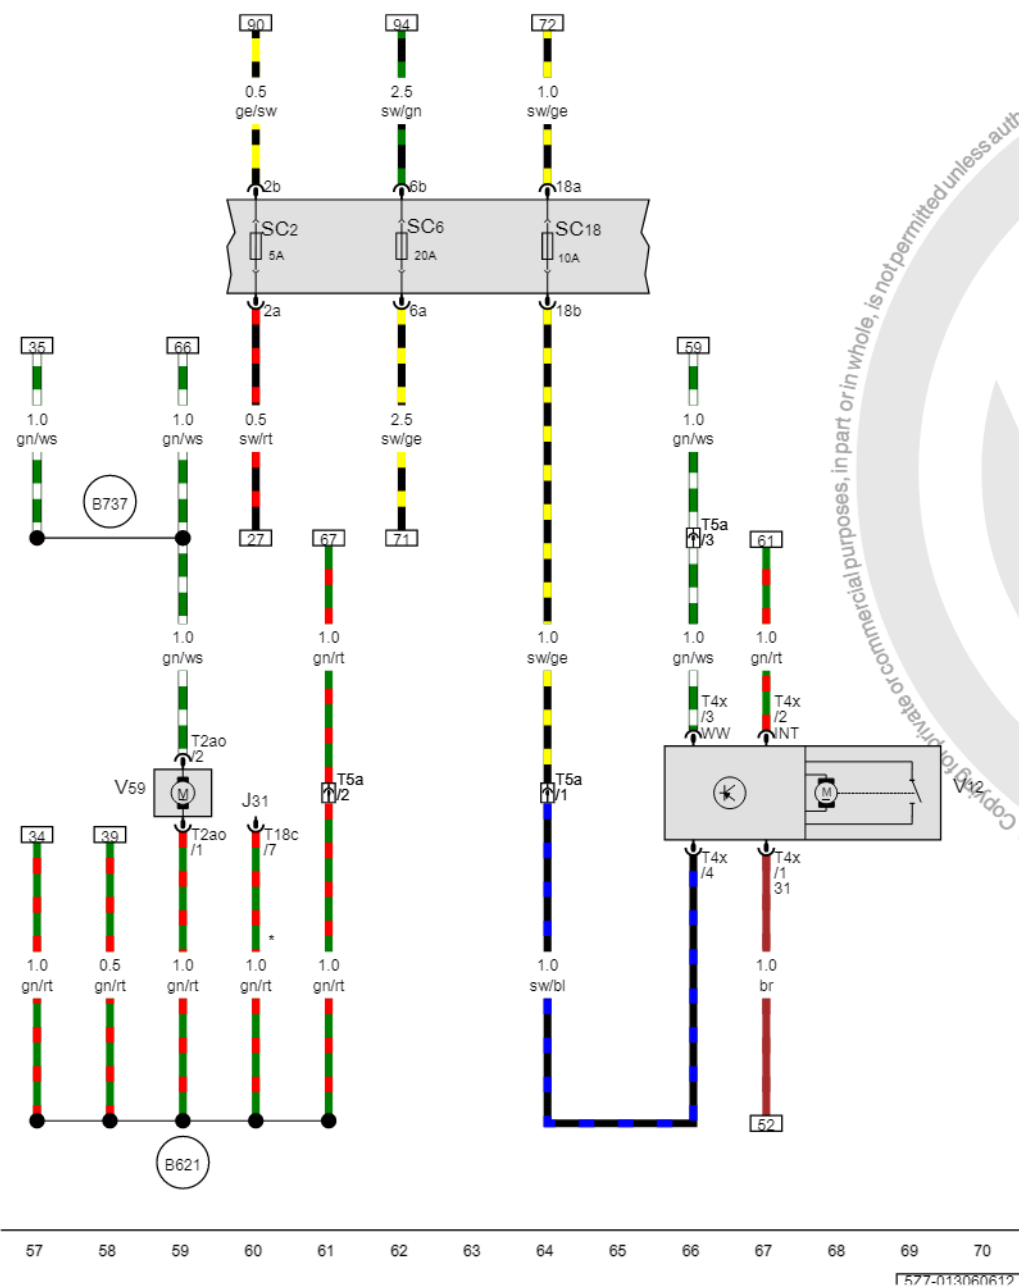 90
94
72
0.5
ge/sw
2.5
sw/gn
1.0
sw/ge
2b
6b
18a
SC2
5A
SC6
20A
SC18
10A
2a
6a
18b
35
66
59
1.0
gn/ws
1.0
gn/ws
0.5
sw/rt
2.5
sw/ge
1.0
gn/ws
B737
27
67
71
T5a
/3
61
1.0
gn/ws
1.0
gn/rt
1.0
sw/ge
1.0
gn/ws
1.0
gn/rt
T4x
/3
WW
T4x
/2
INT
T2ao
/2
V59
M
J31
T5a
/2
T5a
/1
M
V12
34
39
T2ao
/1
T18c
/7
T4x
/4
T4x
/1
31
*
1.0
gn/rt
0.5
gn/rt
1.0
gn/rt
1.0
gn/rt
1.0
gn/rt
1.0
sw/bl
1.0
br
52
B621
57 58 59 60 61 62 63 64 65 66 67 68 69 70
577-013060612
Copying for private or commercial purposes, in part or in whole, is not permitted unless auth